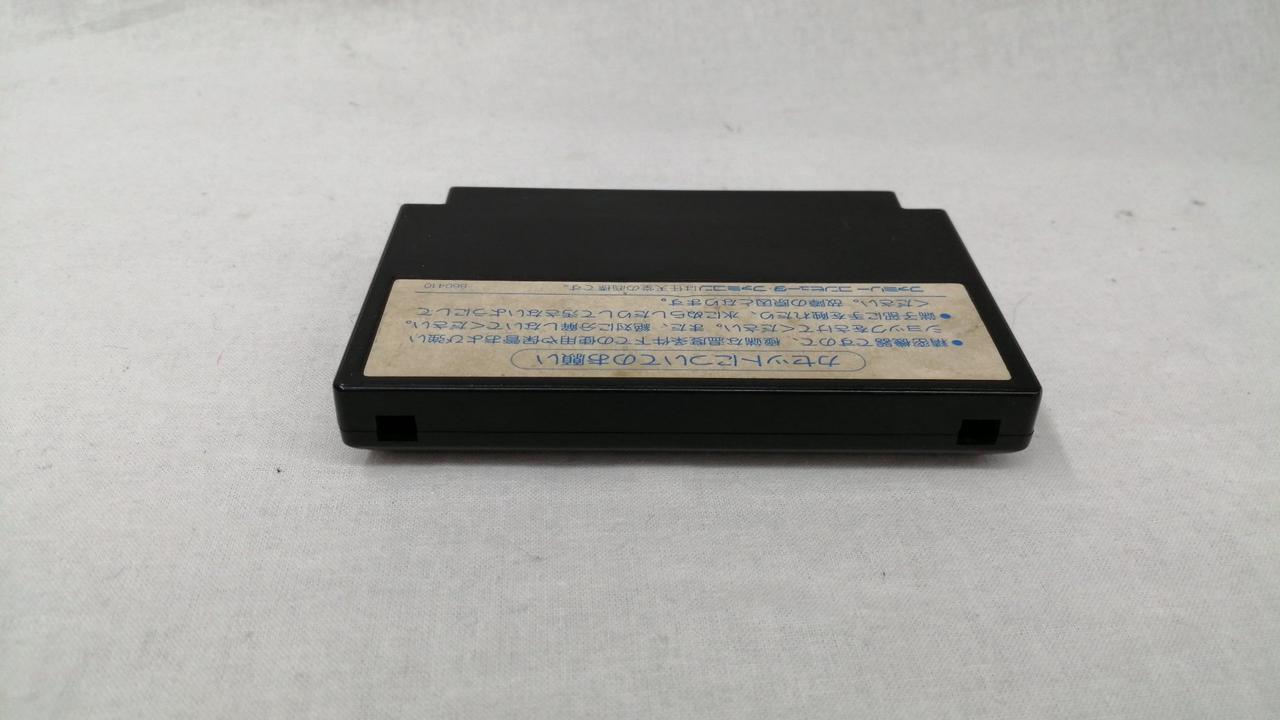 カセットについてのお願い
●精密機器ですので、極端な温度条件下での使用や保管および強い
ショックをさけてください。また、絶対に分解しないでください。
●端子部に手を触れたり、水にぬらしたりして汚さないようにして
ください。故障の原因となります。
ファミリーコンピュータ・ファミコンは任天堂の商標です。 860410